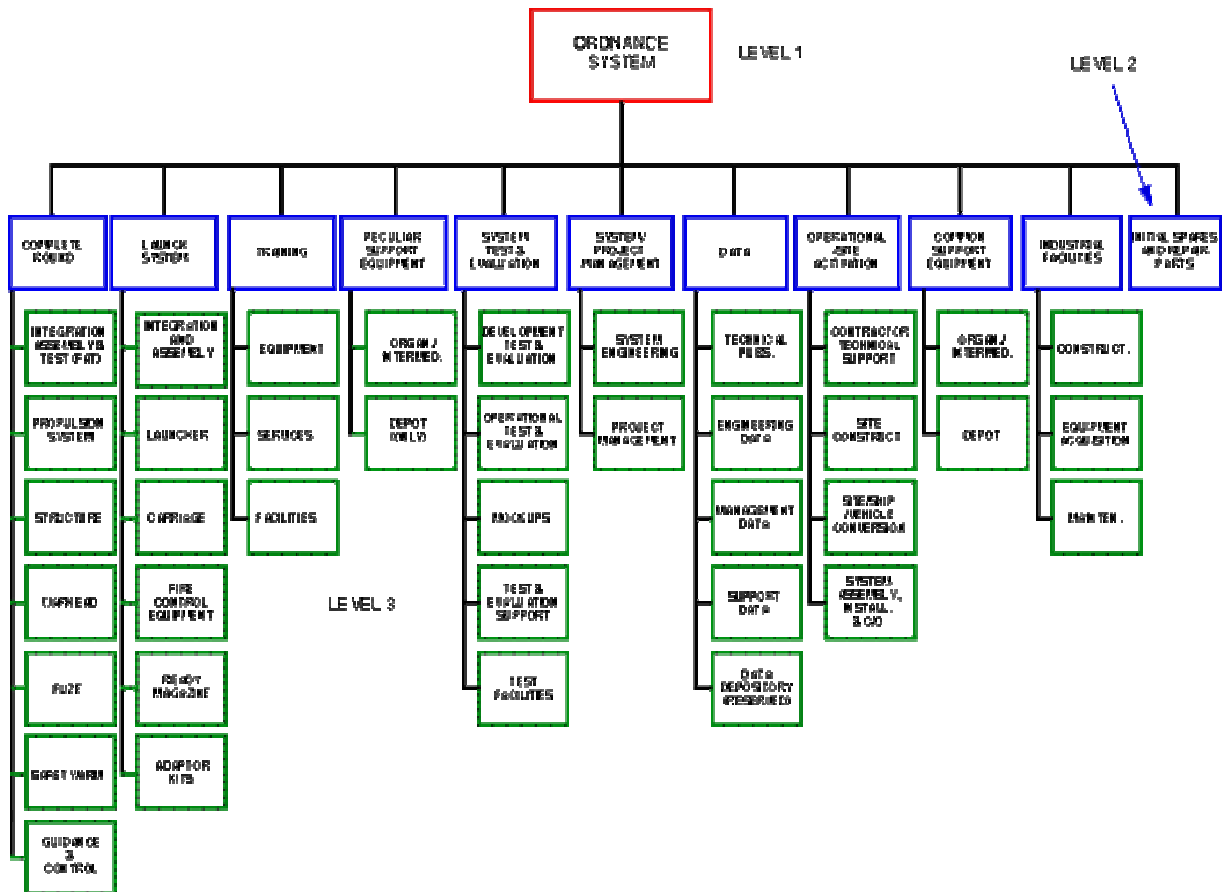 ORDNANCE
SYSTEM
LEVEL 1
LEVEL 2
COMPLETE
ROUND
LAUNCH
SYSTEM
TRAINING
PECULIAR
SUPPORT
EQUIPMENT
SYSTEM
TEST &
EVALUATION
SYSTEM/
PROJECT
MANAGEMENT
DATA
OPERATIONAL
/SITE
ACTIVATION
COMMON
SUPPORT
EQUIPMENT
INDUSTRIAL
FACILITIES
INITIAL SPARES
AND REPAIR
PARTS
INTEGRATION
ASSEMBLY &
TEST
PROPULSION
SYSTEM
STRUCTURE
WARHEAD
FUZE
SAFETY/ARM
GUIDANCE
&
CONTROL
INTEGRATION
AND
ASSEMBLY
LAUNCHER
CARRIAGE
FIRE
CONTROL
EQUIPMENT
READY
MAGAZINE
ADAPTOR
KITS
EQUIPMENT
SERVICES
FACILITIES
LEVEL 3
ORGAN./
INTERMED.
DEPOT
(ONLY)
DEVELOPMENT
TEST &
EVALUATION
OPERATIONAL
TEST &
EVALUATION
MOCKUPS
TEST &
EVALUATION
SUPPORT
TEST
FACILITIES
SYSTEM
ENGINEERING
PROJECT
MANAGEMENT
TECHNICAL
PUBS.
ENGINEERING
DATA
MANAGEMENT
DATA
SUPPORT
DATA
DATA
DEPOSITORY
(RESERVED)
CONTRACTOR
TECHNICAL
SUPPORT
SITE
CONSTRUCT
SITE/SHIP
/VEHICLE
CONVERSION
SYSTEM
ASSEMBLY,
INSTALL.
& C/O
ORGAN./
INTERMED.
DEPOT
CONSTRUCT.
EQUIPMENT
ACQUISITION
MAINTEN.